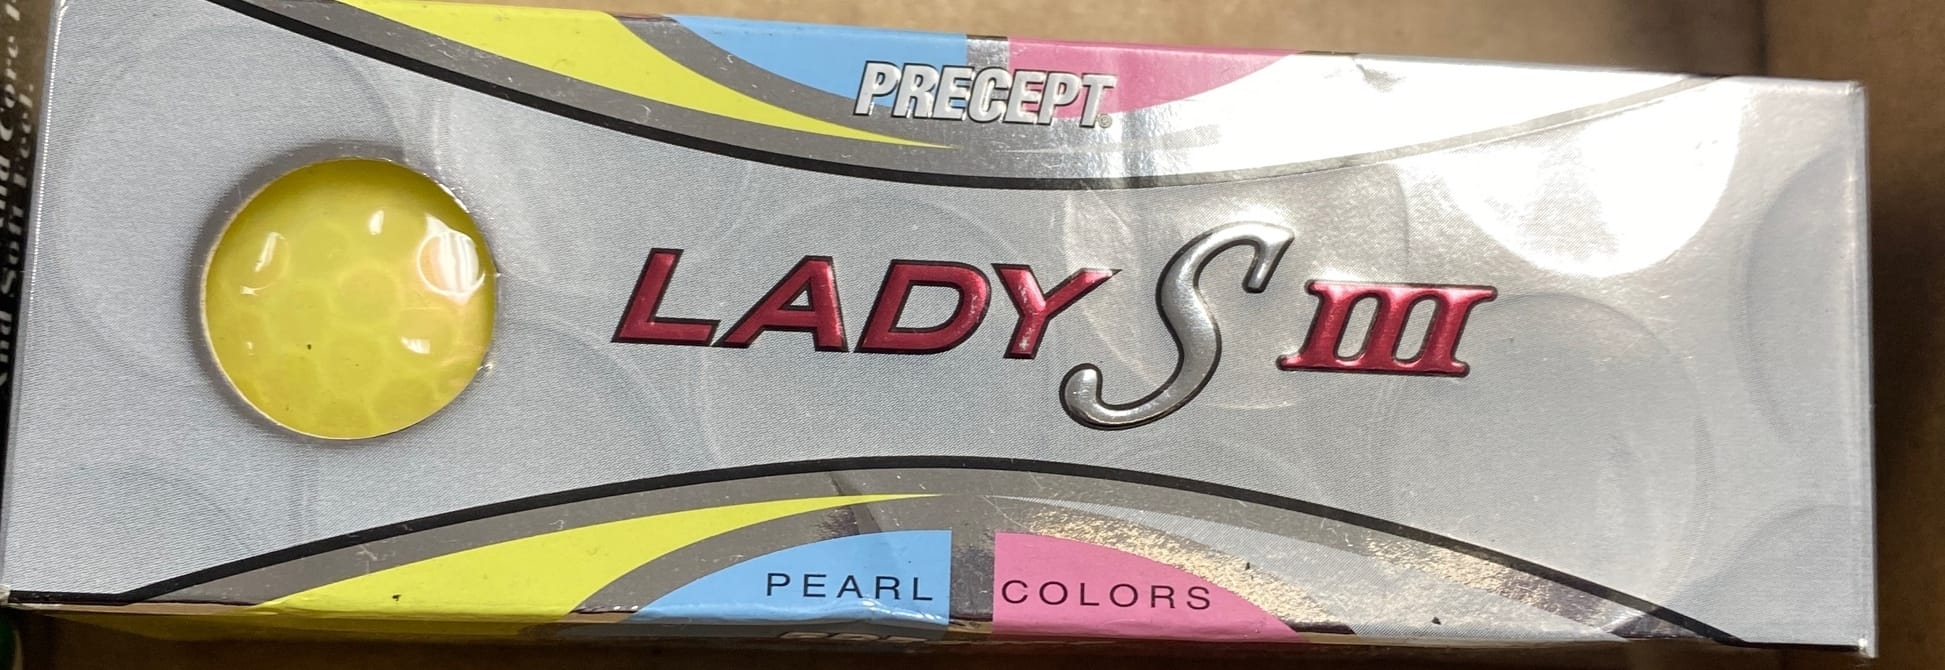 PRECEPT®
LADY S III
PEARL COLORS